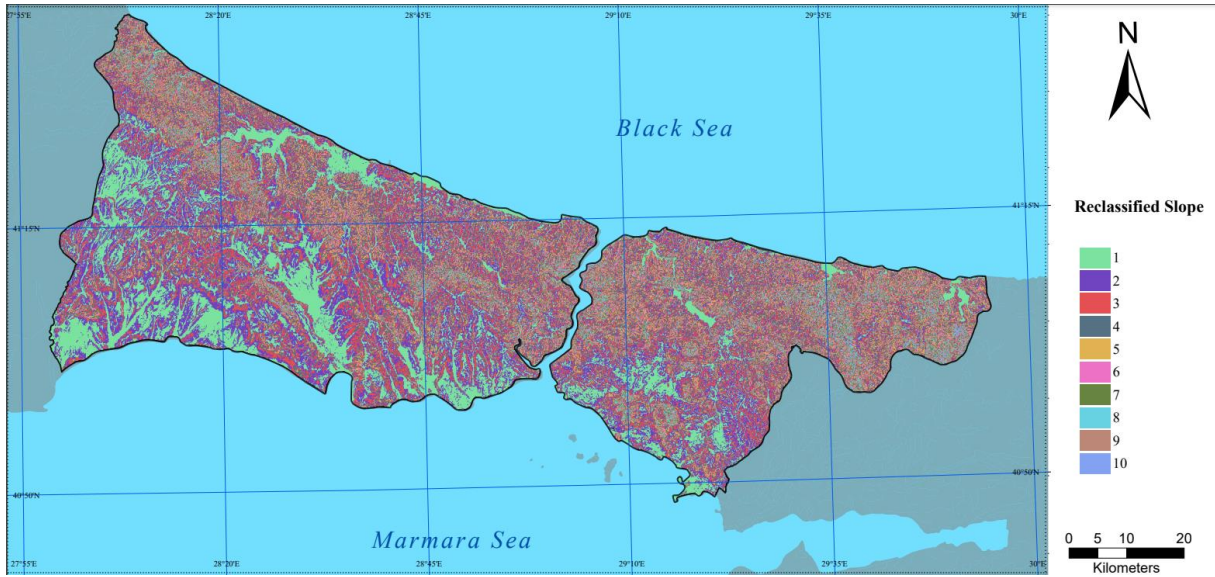 27°55'E
28°20'E
28°45'E
29°10'E
29°35'E
30°E
N
Black Sea
41°15'N
41°15'N
Reclassified Slope
1
2
3
4
5
6
7
8
9
10
40°50'N
40°50'N
Marmara Sea
0 5 10 20
Kilometers
27°55'E
28°20'E
28°45'E
29°10'E
29°35'E
30°E